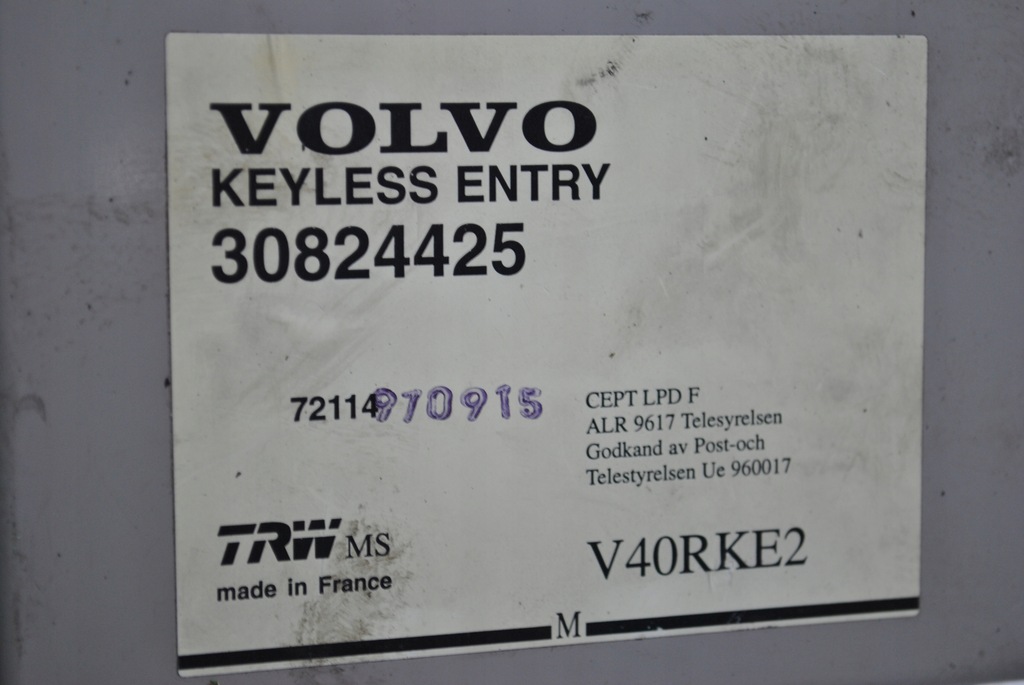 VOLVO
KEYLESS ENTRY
30824425
72114970915
CEPT LPD F
ALR 9617 Telesyrelsen
Godkand av Post-och
Telestyrelsen Ue 960017
TRW MS
made in France
V40RKE2
M